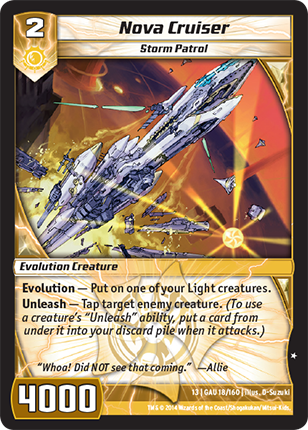 2
Nova Cruiser
Storm Patrol
Evolution Creature
Evolution — Put on one of your Light creatures.
Unleash — Tap target enemy creature. (To use
a creature's "Unleash" ability, put a card from
under it into your discard pile when it attacks.)
"Whoa! Did NOT see that coming." —Allie
13 | GAU 18/160 | Illus. D-Suzuki
4000
TM & © 2014 Wizards of the Coast/Shogakukan/Mitsui-Kids.